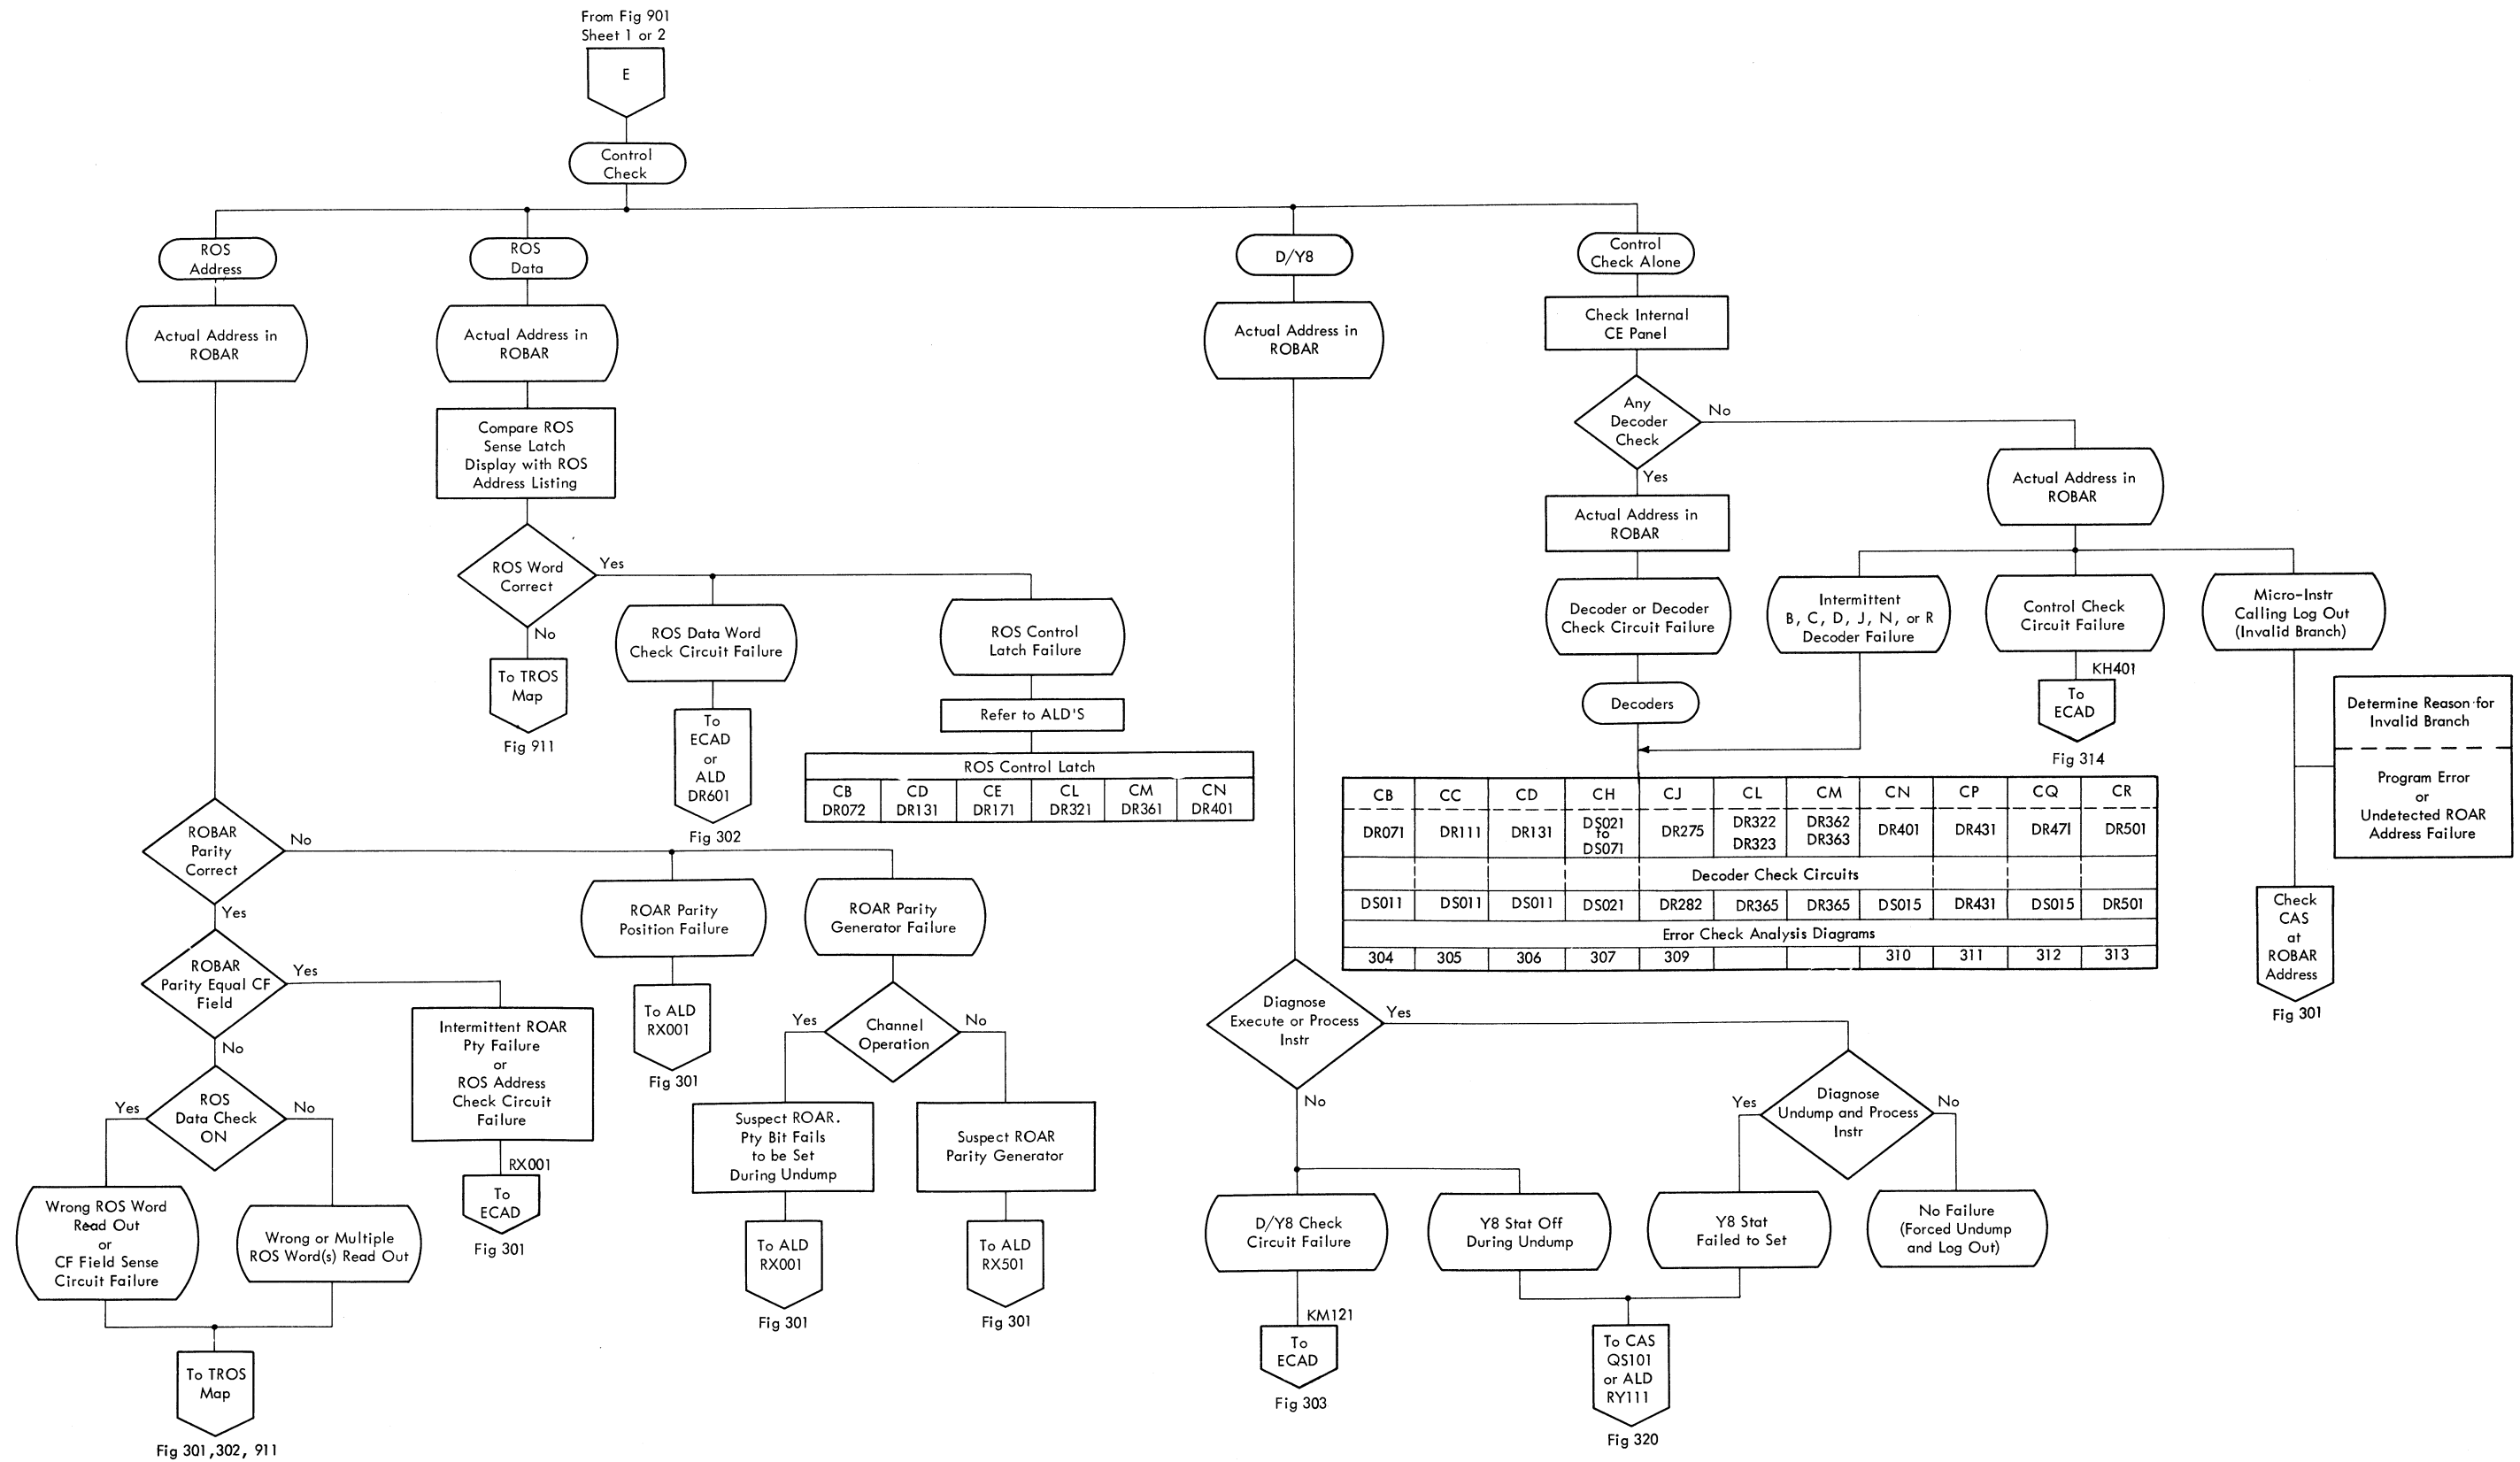 From Fig 901
Sheet 1 or 2
E
Control
Check
ROS
Address
Actual Address in
ROBAR
ROBAR
Parity
Correct
No
Yes
ROBAR
Parity Equal CF
Field
Yes
No
ROS
Data Check
ON
Yes
No
Wrong ROS Word
Read Out
or
CF Field Sense
Circuit Failure
Wrong or Multiple
ROS Word(s) Read Out
To TROS
Map
Fig 301,302, 911
Intermittent ROAR
Pty Failure
or
ROS Address
Check Circuit
Failure
RX001
To
ECAD
Fig 301
ROAR Parity
Position Failure
To ALD
RX001
Fig 301
ROAR Parity
Generator Failure
Channel
Operation
Yes
No
Suspect ROAR.
Pty Bit Fails
to be Set
During Undump
To ALD
RX001
Fig 301
Suspect ROAR
Parity Generator
To ALD
RX501
Fig 301
ROS
Data
Actual Address in
ROBAR
Compare ROS
Sense Latch
Display with ROS
Address Listing
ROS Word
Correct
Yes
No
To TROS
Map
Fig 911
ROS Data Word
Check Circuit Failure
To
ECAD
or
ALD
DR601
Fig 302
ROS Control
Latch Failure
Refer to ALD'S
ROS Control Latch
CB CD CE CL CM CN
DR072 DR131 DR171 DR321 DR361 DR401
D/Y8
Actual Address in
ROBAR
Diagnose
Execute or Process
Instr
Yes
No
D/Y8 Check
Circuit Failure
KM121
To
ECAD
Fig 303
Y8 Stat Off
During Undump
Diagnose
Undump and Process
Instr
Yes
No
Y8 Stat
Failed to Set
No Failure
(Forced Undump
and Log Out)
To CAS
QS101
or ALD
RY111
Fig 320
Control
Check Alone
Check Internal
CE Panel
Any
Decoder
Check
No
Yes
Actual Address in
ROBAR
Decoder or Decoder
Check Circuit Failure
Decoders
Actual Address in
ROBAR
Intermittent
B, C, D, J, N, or R
Decoder Failure
Control Check
Circuit Failure
KH401
To
ECAD
Fig 314
Micro-Instr
Calling Log Out
(Invalid Branch)
Determine Reason for
Invalid Branch
Program Error
or
Undetected ROAR
Address Failure
Check
CAS
at
ROBAR
Address
Fig 301
CB CC CD CH CJ CL CM CN CP CQ CR
DR071 DR111 DR131 DS021 to DS071 DR275 DR322 DR323 DR362 DR363 DR401 DR431 DR471 DR501
Decoder Check Circuits
DS011 DS011 DS011 DS021 DR282 DR365 DR365 DS015 DR431 DS015 DR501
Error Check Analysis Diagrams
304 305 306 307 309 310 311 312 313